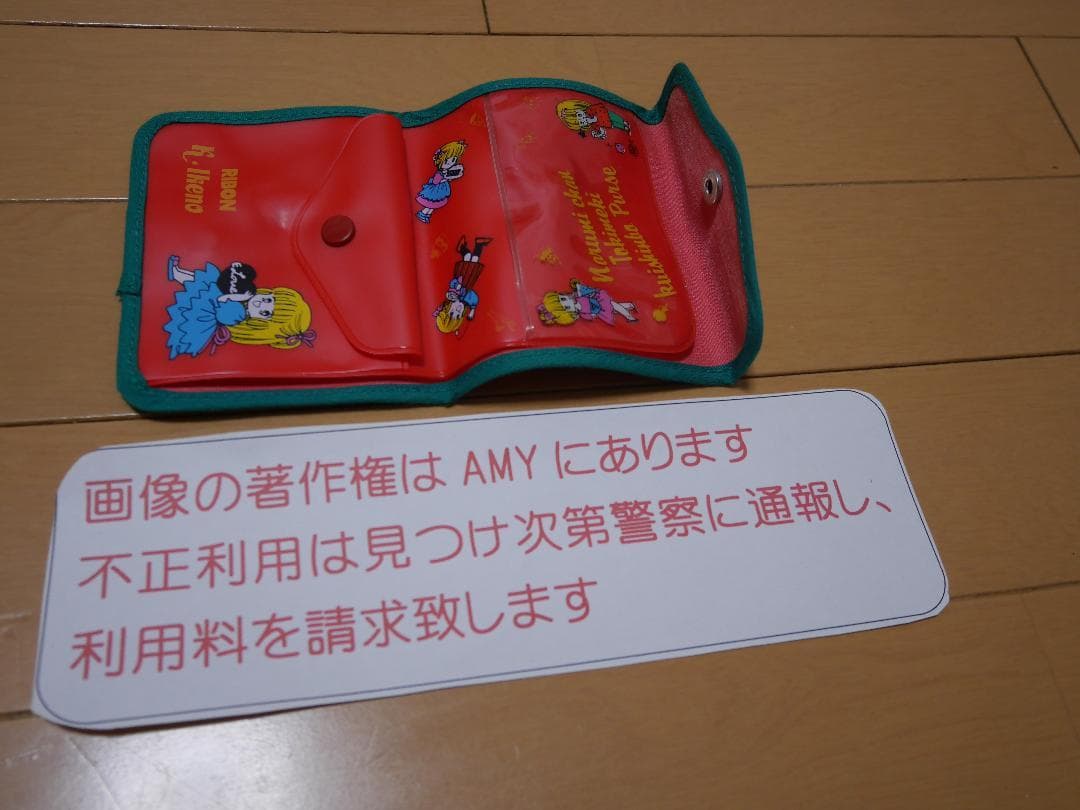 RIBON
K.Ikeno
Love
Narumi chan
Tokimeki
kuishinbo Purse
画像の著作権は AMY にあります
不正利用は見つけ次第警察に通報し、
利用料を請求致します